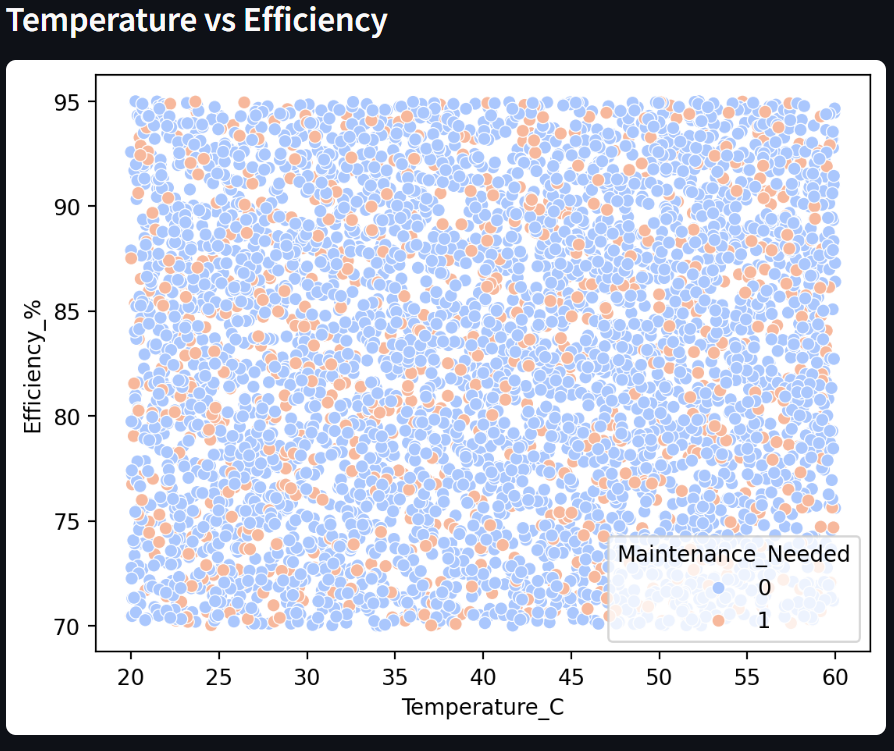 Temperature vs Efficiency
95
90
85
80
75
70
Efficiency_%
Maintenance_Needed
0
1
20 25 30 35 40 45 50 55 60
Temperature_C